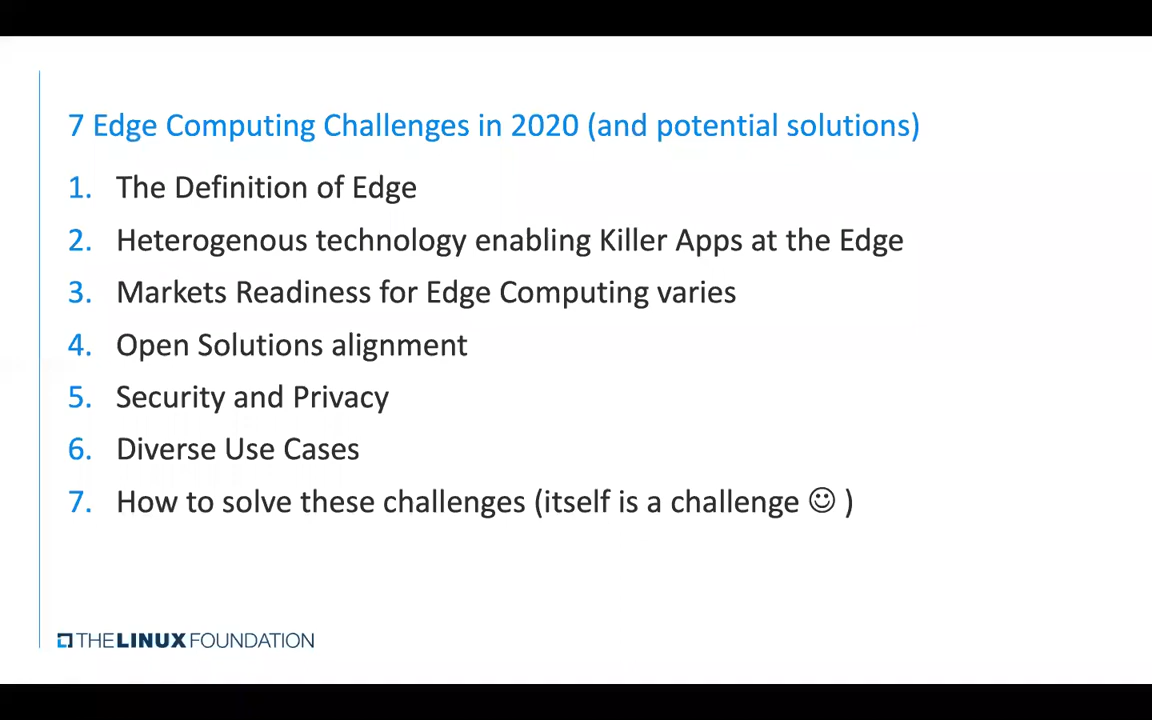 7 Edge Computing Challenges in 2020 (and potential solutions)
1. The Definition of Edge
2. Heterogenous technology enabling Killer Apps at the Edge
3. Markets Readiness for Edge Computing varies
4. Open Solutions alignment
5. Security and Privacy
6. Diverse Use Cases
7. How to solve these challenges (itself is a challenge ☺ )
THE LINUX FOUNDATION